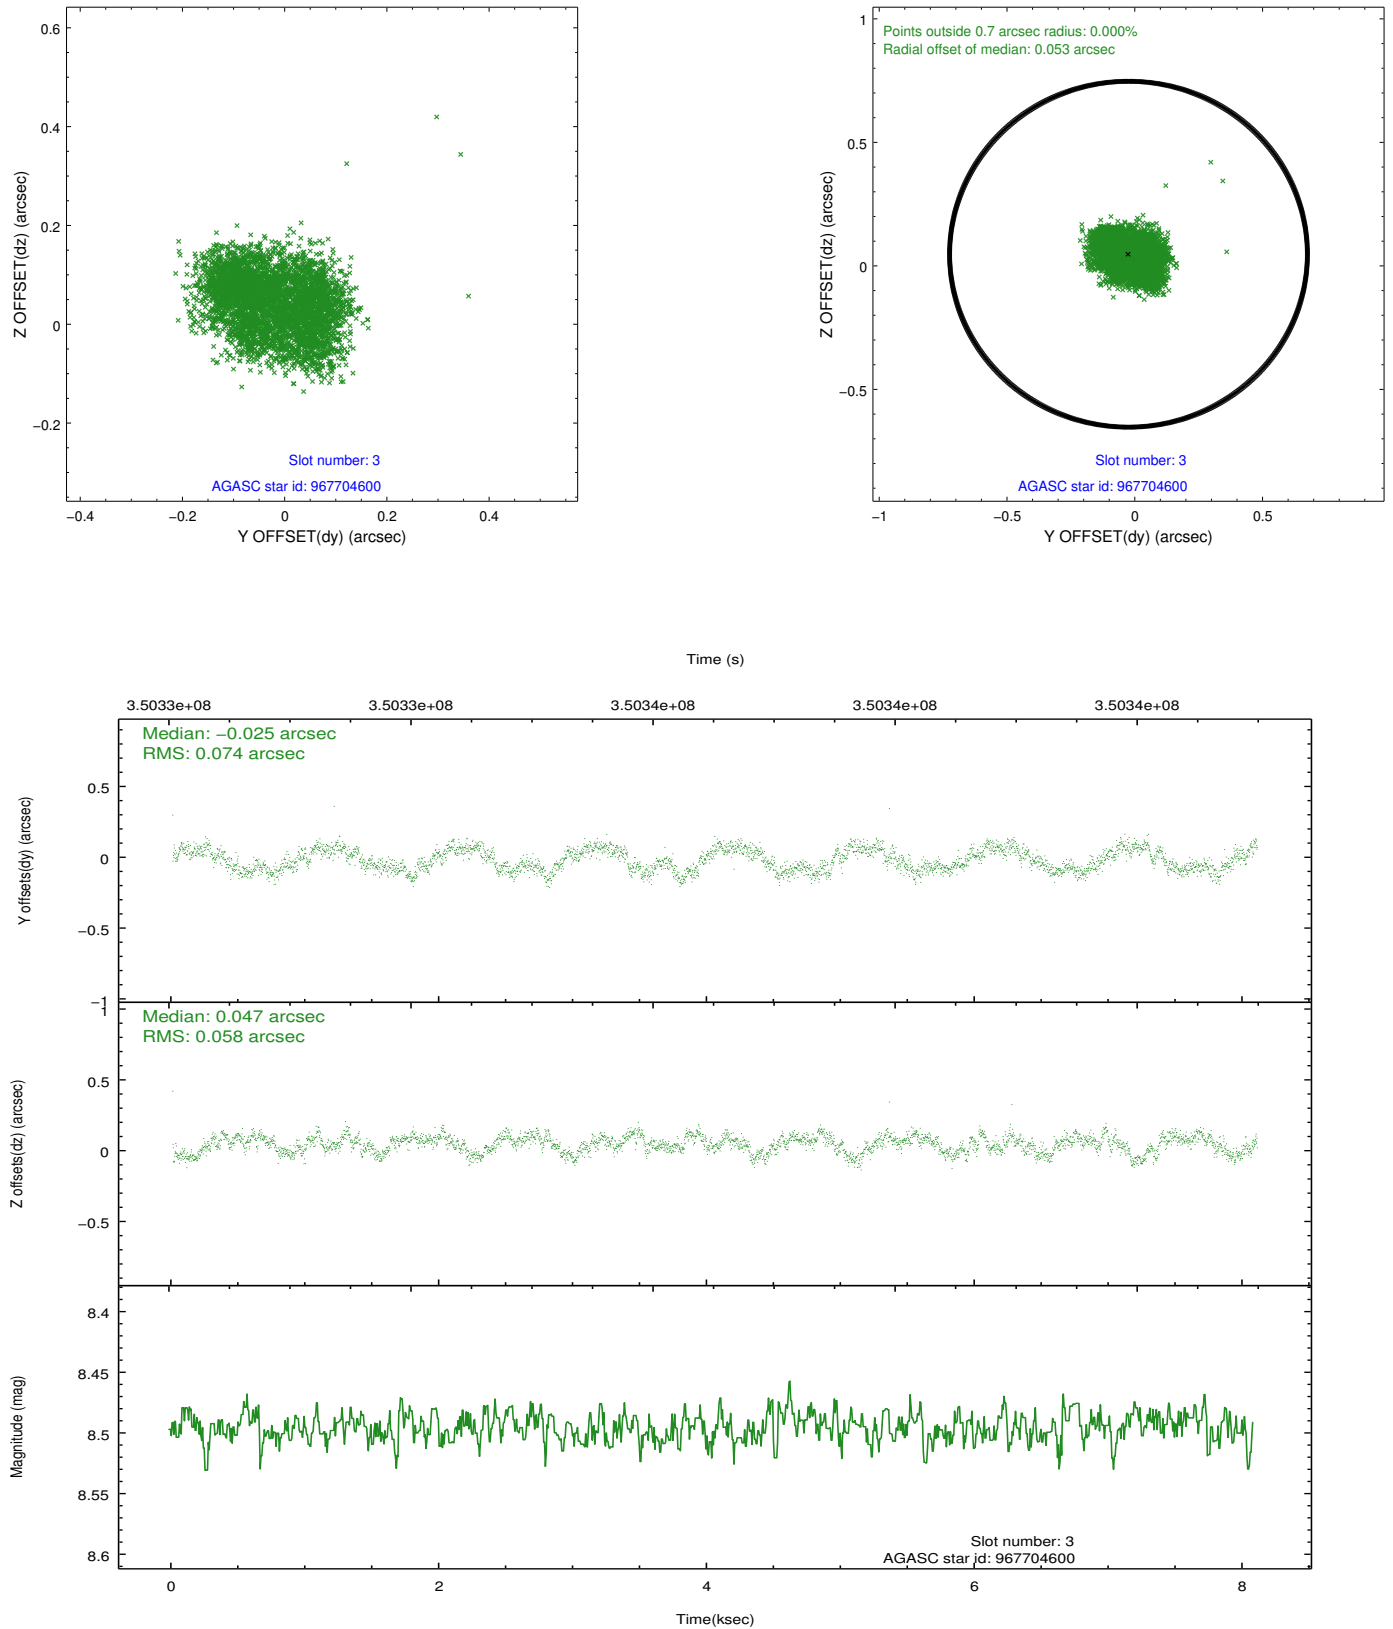 0.6
0.4
0.2
0
−0.2
Z OFFSET(dz) (arcsec)
Slot number: 3
AGASC star id: 967704600
−0.4 −0.2 0 0.2 0.4
Y OFFSET(dy) (arcsec)
Points outside 0.7 arcsec radius: 0.000%
Radial offset of median: 0.053 arcsec
1
0.5
0
−0.5
Z OFFSET(dz) (arcsec)
Slot number: 3
AGASC star id: 967704600
−1 −0.5 0 0.5
Y OFFSET(dy) (arcsec)
Time (s)
3.5033e+08 3.5033e+08 3.5034e+08 3.5034e+08 3.5034e+08
Median: −0.025 arcsec
RMS: 0.074 arcsec
0.5
0
−0.5
−1
Y offsets(dy) (arcsec)
Median: 0.047 arcsec
RMS: 0.058 arcsec
1
0.5
0
−0.5
Z offsets(dz) (arcsec)
8.4
8.45
8.5
8.55
8.6
Magnitude (mag)
Slot number: 3
AGASC star id: 967704600
0 2 4 6 8
Time(ksec)